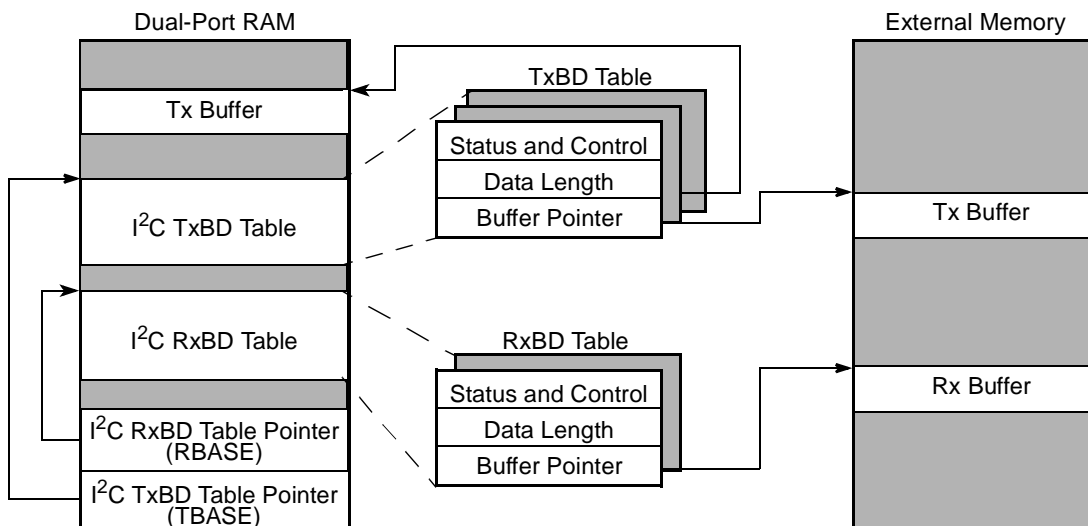 Dual-Port RAM
Tx Buffer
I²C TxBD Table
I²C RxBD Table
I²C RxBD Table Pointer
(RBASE)
I²C TxBD Table Pointer
(TBASE)
TxBD Table
Status and Control
Data Length
Buffer Pointer
RxBD Table
Status and Control
Data Length
Buffer Pointer
External Memory
Tx Buffer
Rx Buffer